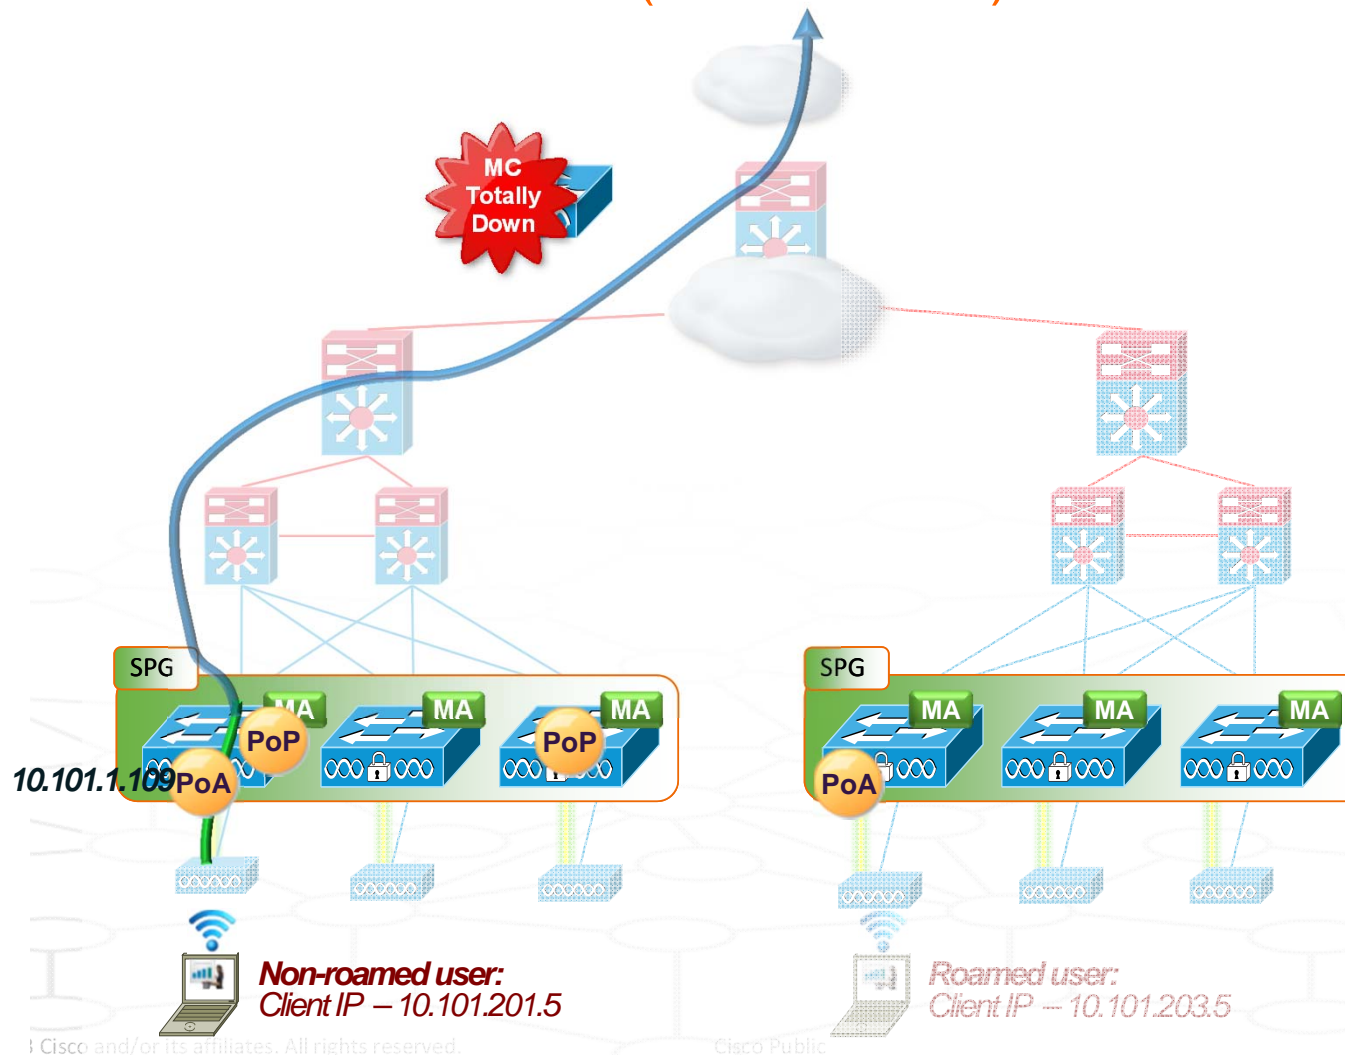 MC
Totally
Down
SPG
SPG
MA
MA
MA
MA
MA
MA
PoP
PoP
10.101.1.109
PoA
PoA
Non-roamed user:
Client IP – 10.101.201.5
Roamed user:
Client IP – 10.101.203.5
3 Cisco and/or its affiliates. All rights reserved.
Cisco Public